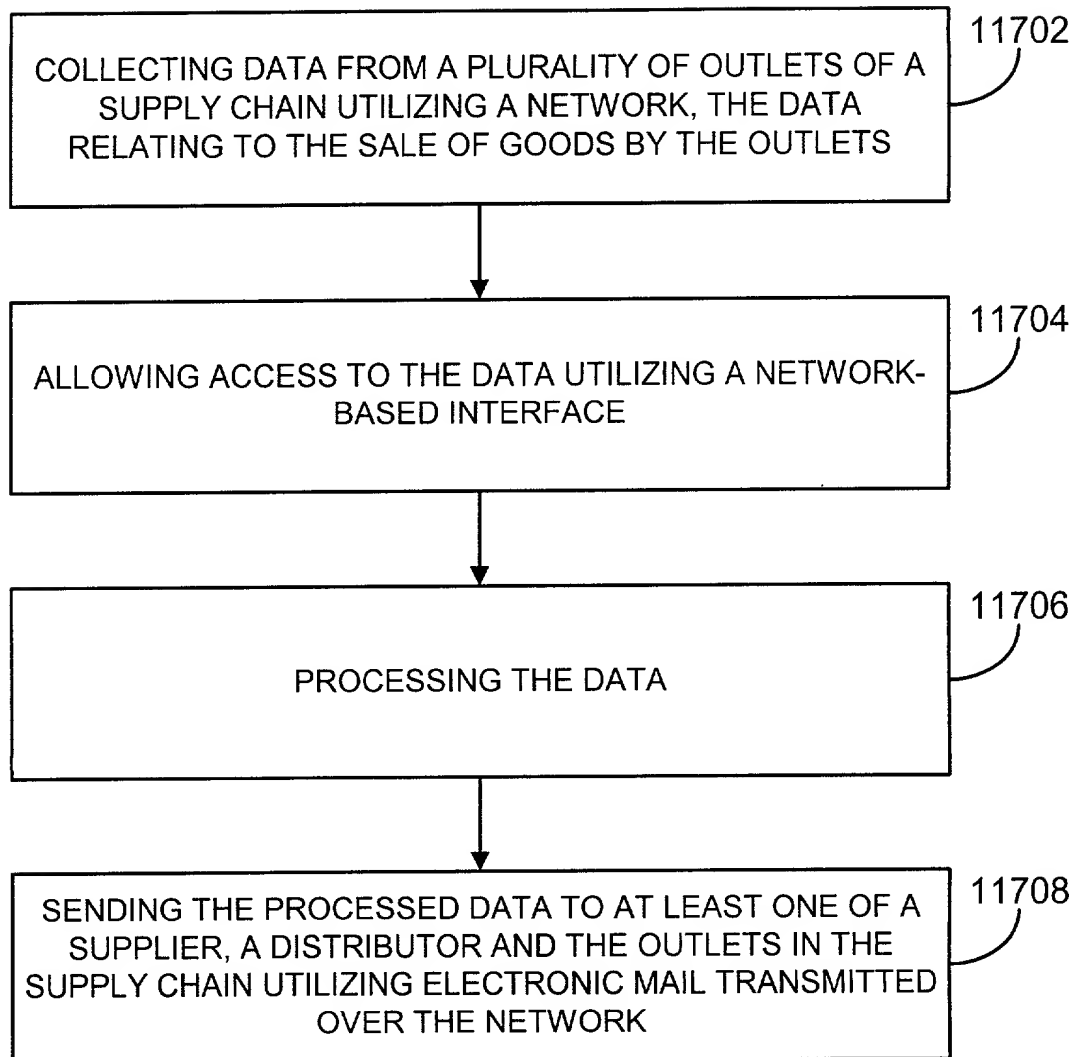 11702
COLLECTING DATA FROM A PLURALITY OF OUTLETS OF A
SUPPLY CHAIN UTILIZING A NETWORK, THE DATA
RELATING TO THE SALE OF GOODS BY THE OUTLETS
11704
ALLOWING ACCESS TO THE DATA UTILIZING A NETWORK-
BASED INTERFACE
11706
PROCESSING THE DATA
11708
SENDING THE PROCESSED DATA TO AT LEAST ONE OF A
SUPPLIER, A DISTRIBUTOR AND THE OUTLETS IN THE
SUPPLY CHAIN UTILIZING ELECTRONIC MAIL TRANSMITTED
OVER THE NETWORK